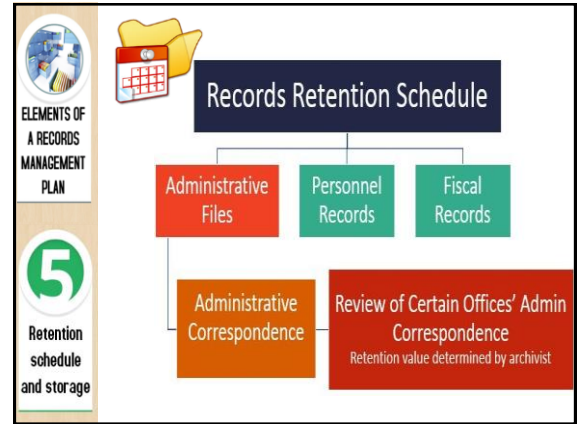 ELEMENTS OF
A RECORDS
MANAGEMENT
PLAN
5
Retention
schedule
and storage
Records Retention Schedule
Administrative
Files
Personnel
Records
Fiscal
Records
Administrative
Correspondence
Review of Certain Offices' Admin
Correspondence
Retention value determined by archivist